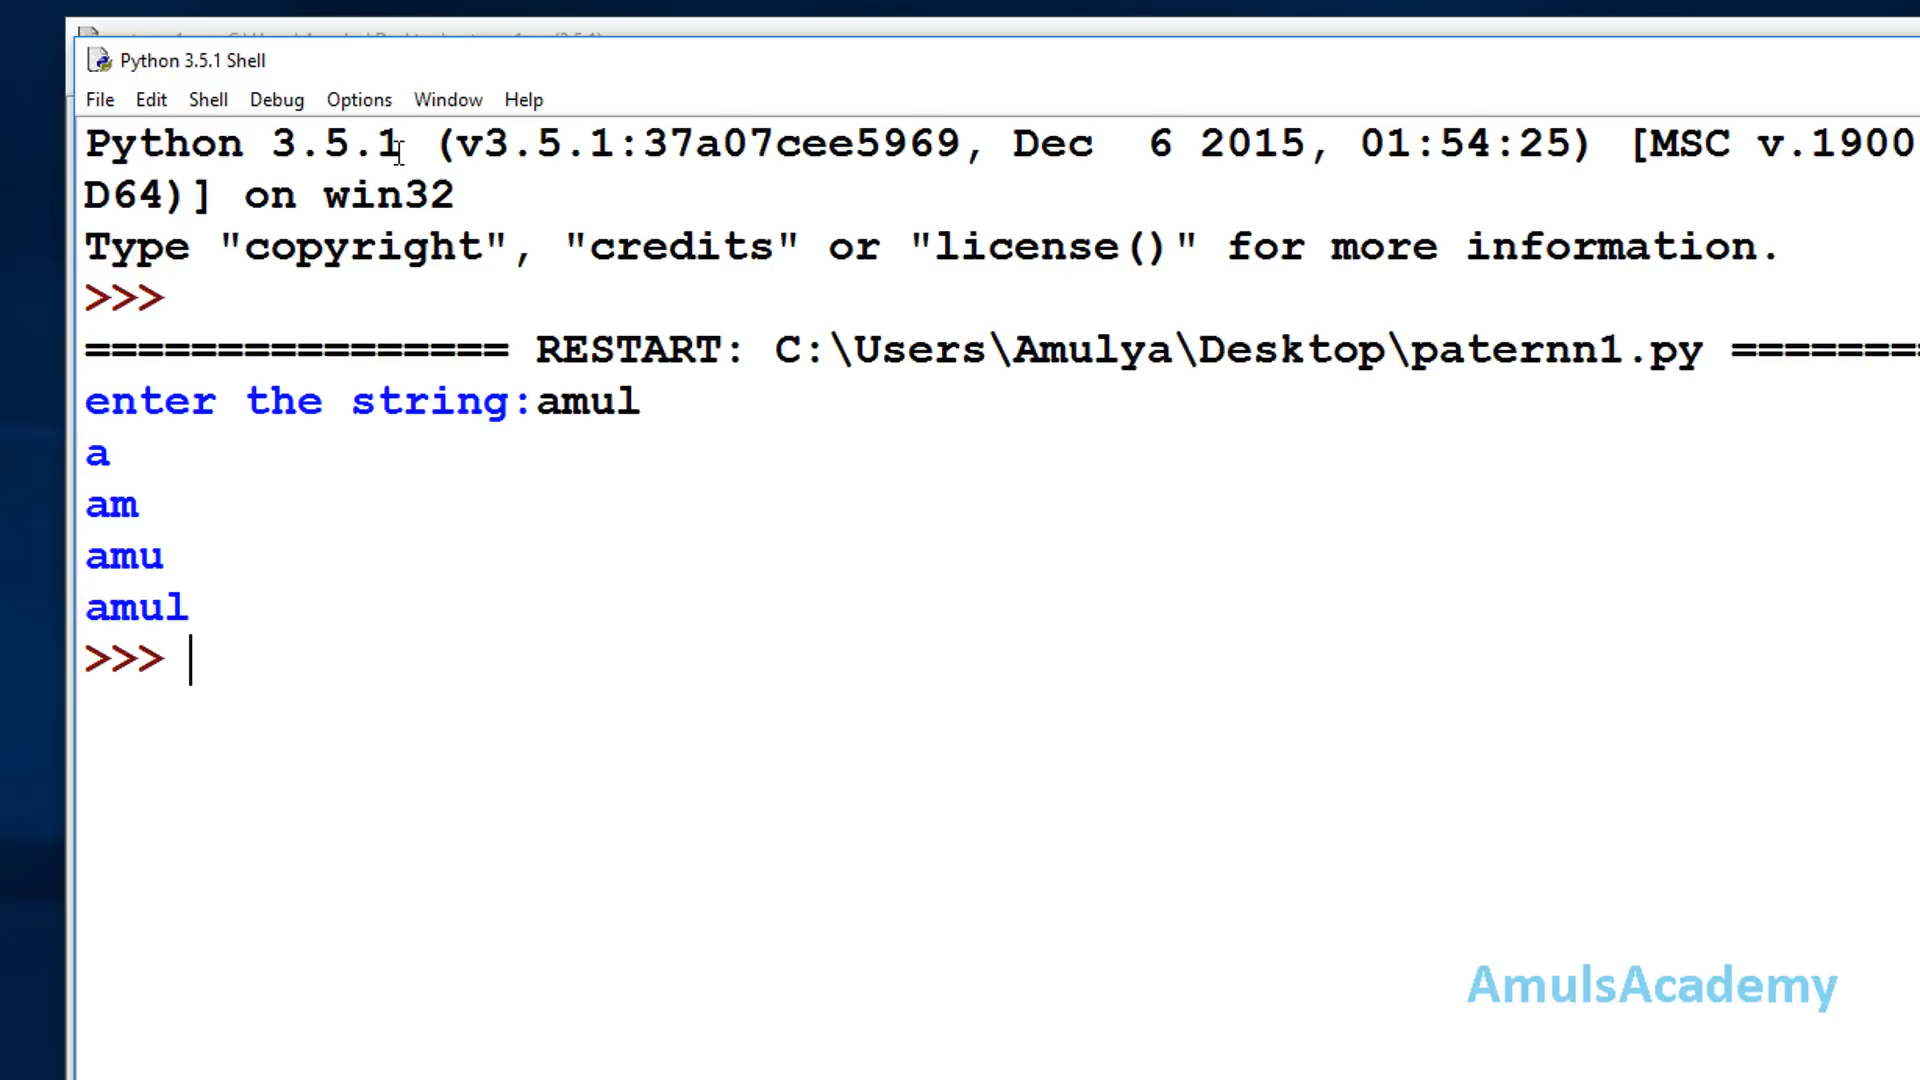 Python 3.5.1 Shell
File Edit Shell Debug Options Window Help
Python 3.5.1 (v3.5.1:37a07cee5969, Dec  6 2015, 01:54:25) [MSC v.1900
D64)] on win32
Type "copyright", "credits" or "license()" for more information.
>>>
================ RESTART: C:\Users\Amulya\Desktop\paternn1.py =======
enter the string:amul
a
am
amu
amul
>>>
AmulsAcademy